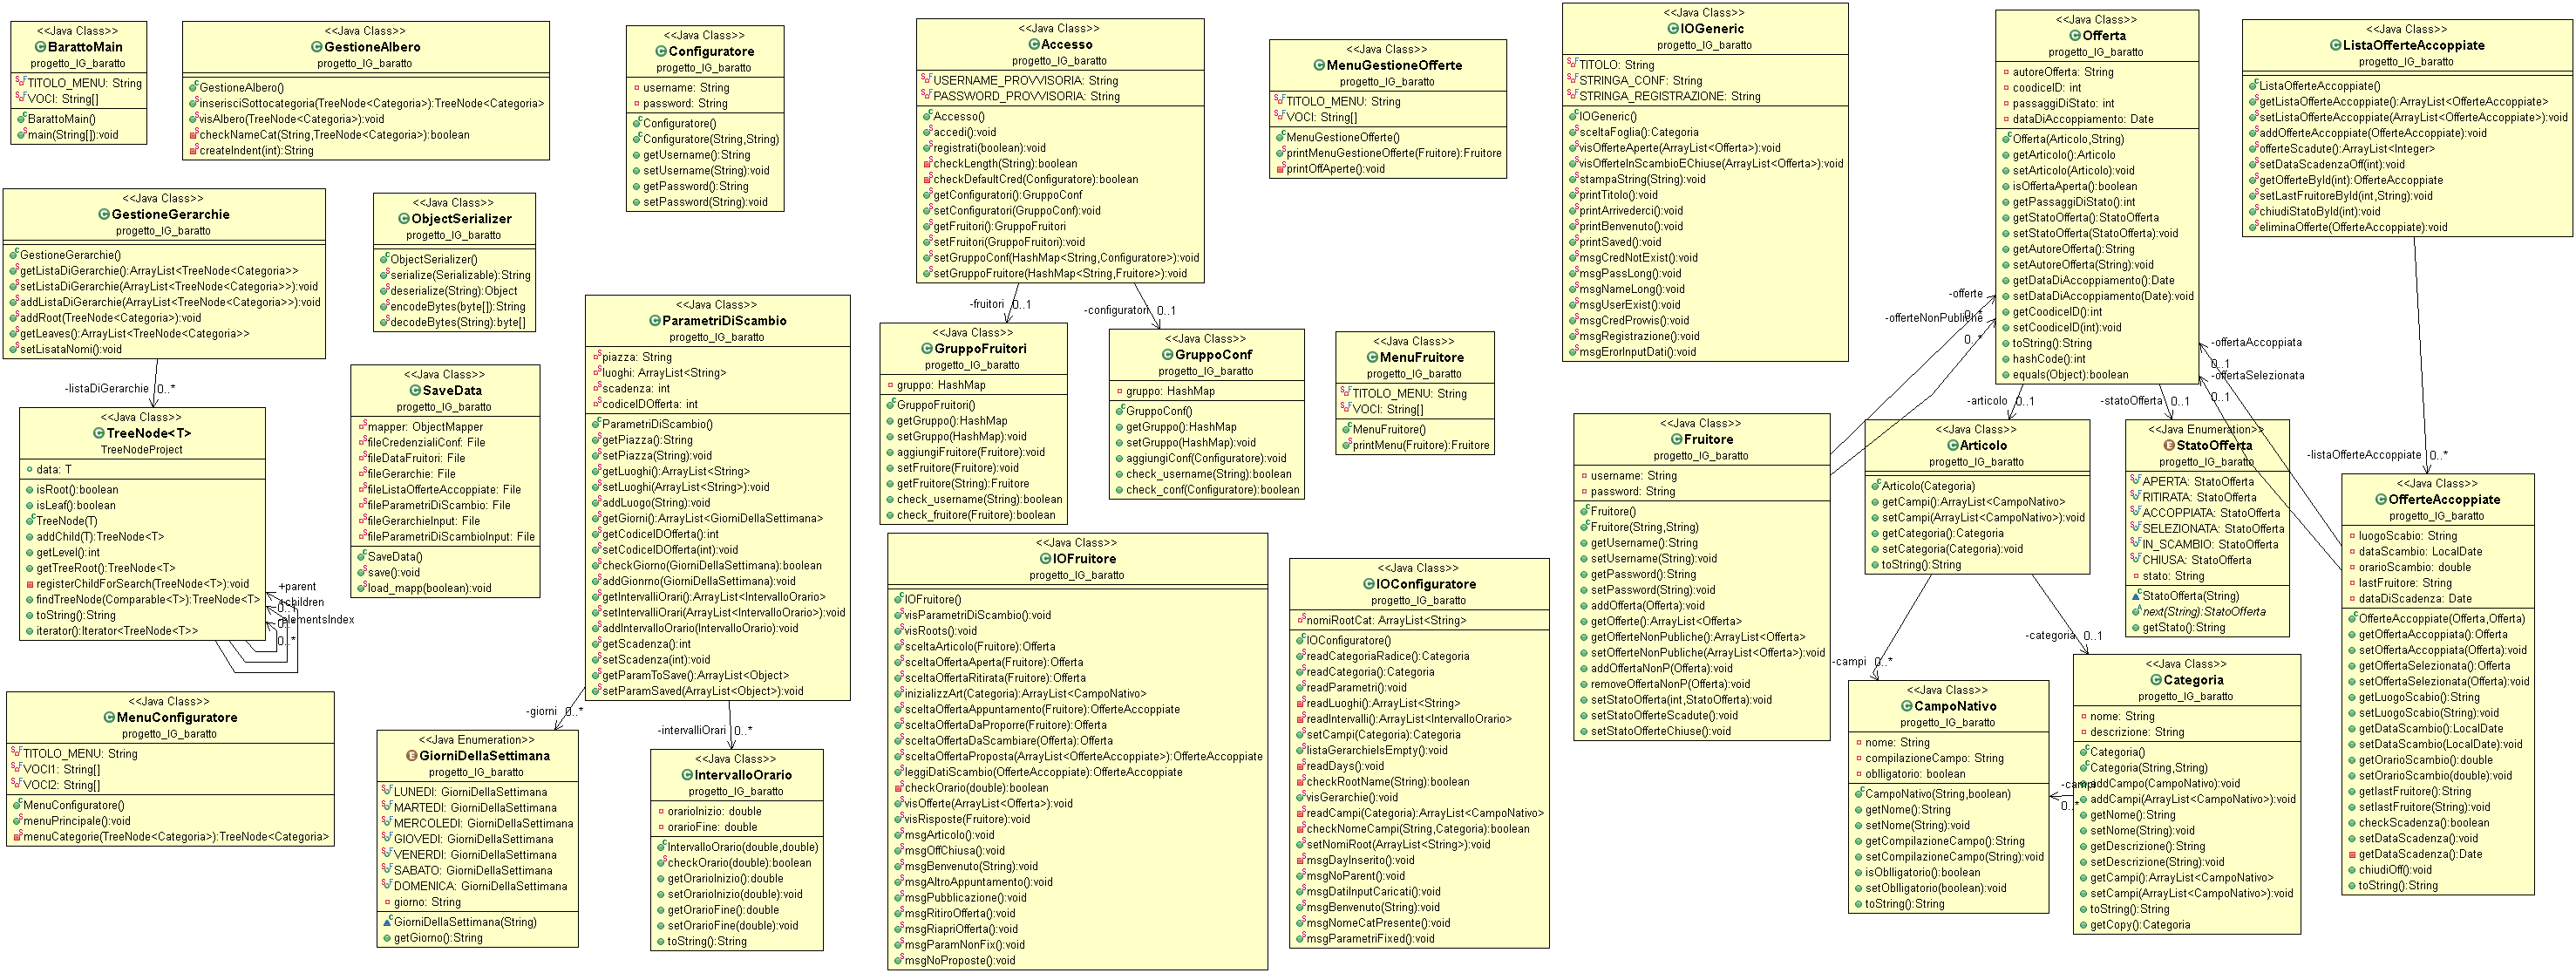 <<Java Class>>
BarattoMain
progetto_IG_baratto
TITOLO_MENU: String
VOCI: String[]
BarattoMain()
main(String[]):void
<<Java Class>>
GestioneAlbero
progetto_IG_baratto
GestioneAlbero()
inserisciSottocategoria(TreeNode<Categoria>):TreeNode<Categoria>
visAlbero(TreeNode<Categoria>):void
checkNameCat(String,TreeNode<Categoria>):boolean
createIndent(int):String
<<Java Class>>
Configuratore
progetto_IG_baratto
username: String
password: String
Configuratore()
Configuratore(String,String)
getUsername():String
setUsername(String):void
getPassword():String
setPassword(String):void
<<Java Class>>
Accesso
progetto_IG_baratto
USERNAME_PROVVISORIA: String
PASSWORD_PROVVISORIA: String
Accesso()
accedi():void
registrati(boolean):void
checkLength(String):boolean
checkDefaultCred(Configuratore):boolean
getConfiguratori():GruppoConf
setConfiguratori(GruppoConf):void
getFruitori():GruppoFruitori
setFruitori(GruppoFruitori):void
setGruppoConf(HashMap<String,Configuratore>):void
setGruppoFruitore(HashMap<String,Fruitore>):void
<<Java Class>>
MenuGestioneOfferte
progetto_IG_baratto
TITOLO_MENU: String
VOCI: String[]
MenuGestioneOfferte()
printMenuGestioneOfferte(Fruitore):Fruitore
printOffAperte():void
<<Java Class>>
IOGeneric
progetto_IG_baratto
TITOLO: String
STRINGA_CONF: String
STRINGA_REGISTRAZIONE: String
IOGeneric()
sceltaFoglia():Categoria
visOfferteAperte(ArrayList<Offerta>):void
visOfferteInScambioEChiuse(ArrayList<Offerta>):void
stampaString(String):void
printTitolo():void
printArrivederci():void
printBenvenuto():void
printSaved():void
msgCredNotExist():void
msgPassLong():void
msgNameLong():void
msgUserExist():void
msgCredProvvis():void
msgRegistrazione():void
msgErorInputDati():void
<<Java Class>>
Offerta
progetto_IG_baratto
autoreOfferta: String
coodiceID: int
passaggiDiStato: int
dataDiAccoppiamento: Date
Offerta(Articolo,String)
getArticolo():Articolo
setArticolo(Articolo):void
isOffertaAperta():boolean
getPassaggiDiStato():int
getStatoOfferta():StatoOfferta
setStatoOfferta(StatoOfferta):void
getAutoreOfferta():String
setAutoreOfferta(String):void
getDataDiAccoppiamento():Date
setDataDiAccoppiamento(Date):void
getCoodiceID():int
setCoodiceID(int):void
toString():String
hashCode():int
equals(Object):boolean
<<Java Class>>
ListaOfferteAccoppiate
progetto_IG_baratto
ListaOfferteAccoppiate()
getListaOfferteAccoppiate():ArrayList<OfferteAccoppiate>
setListaOfferteAccoppiate(ArrayList<OfferteAccoppiate>):void
addOfferteAccoppiate(OfferteAccoppiate):void
offerteScadute():ArrayList<Integer>
setDataScadenzaOff(int):void
getOfferteById(int):OfferteAccoppiate
setLastFruitoreById(int,String):void
chiudiStatoById(int):void
eliminaOfferte(OfferteAccoppiate):void
<<Java Class>>
GestioneGerarchie
progetto_IG_baratto
GestioneGerarchie()
getListaDiGerarchie():ArrayList<TreeNode<Categoria>>
setListaDiGerarchie(ArrayList<TreeNode<Categoria>>):void
addListaDiGerarchie(ArrayList<TreeNode<Categoria>>):void
addRoot(TreeNode<Categoria>):void
getLeaves():ArrayList<TreeNode<Categoria>>
setLisataNomi():void
-listaDiGerarchie 0..*
<<Java Class>>
ObjectSerializer
progetto_IG_baratto
ObjectSerializer()
serialize(Serializable):String
deserialize(String):Object
encodeBytes(byte[]):String
decodeBytes(String):byte[]
<<Java Class>>
ParametriDiScambio
progetto_IG_baratto
piazza: String
luoghi: ArrayList<String>
scadenza: int
codiceIDOfferta: int
ParametriDiScambio()
getPiazza():String
setPiazza(String):void
getLuoghi():ArrayList<String>
setLuoghi(ArrayList<String>):void
addLuogo(String):void
getGiorni():ArrayList<GiorniDellaSettimana>
getCodiceIDOfferta():int
setCodiceIDOfferta(int):void
checkGiorno(GiorniDellaSettimana):boolean
addGionrno(GiorniDellaSettimana):void
getIntervalliOrari():ArrayList<IntervalloOrario>
setIntervalliOrari(ArrayList<IntervalloOrario>):void
addIntervalloOrario(IntervalloOrario):void
getScadenza():int
setScadenza(int):void
getParamToSave():ArrayList<Object>
setParamSaved(ArrayList<Object>):void
-giorni 0..*
-intervalliOrari 0..*
-fruitori 0..1
-configuratori 0..1
<<Java Class>>
GruppoFruitori
progetto_IG_baratto
gruppo: HashMap
GruppoFruitori()
getGruppo():HashMap
setGruppo(HashMap):void
aggiungiFruitore(Fruitore):void
setFruitore(Fruitore):void
getFruitore(String):Fruitore
check_username(String):boolean
check_fruitore(Fruitore):boolean
<<Java Class>>
GruppoConf
progetto_IG_baratto
gruppo: HashMap
GruppoConf()
getGruppo():HashMap
setGruppo(HashMap):void
aggiungiConf(Configuratore):void
check_username(String):boolean
check_conf(Configuratore):boolean
<<Java Class>>
MenuFruitore
progetto_IG_baratto
TITOLO_MENU: String
VOCI: String[]
MenuFruitore()
printMenu(Fruitore):Fruitore
<<Java Class>>
SaveData
progetto_IG_baratto
mapper: ObjectMapper
fileCredenzialiConf: File
fileDataFruitori: File
fileGerarchie: File
fileListaOfferteAccoppiate: File
fileParametriDiScambio: File
fileGerarchieInput: File
fileParametriDiScambioInput: File
SaveData()
save():void
load_mapp(boolean):void
<<Java Class>>
TreeNode<T>
TreeNodeProject
data: T
isRoot():boolean
isLeaf():boolean
TreeNode(T)
addChild(T):TreeNode<T>
getLevel():int
getTreeRoot():TreeNode<T>
registerChildForSearch(TreeNode<T>):void
findTreeNode(Comparable<T>):TreeNode<T>
toString():String
iterator():Iterator<TreeNode<T>>
+parent
+children
0..1
-elementsIndex
0..*
<<Java Class>>
MenuConfiguratore
progetto_IG_baratto
TITOLO_MENU: String
VOCI1: String[]
VOCI2: String[]
MenuConfiguratore()
menuPrincipale():void
menuCategorie(TreeNode<Categoria>):TreeNode<Categoria>
<<Java Enumeration>>
GiorniDellaSettimana
progetto_IG_baratto
LUNEDI: GiorniDellaSettimana
MARTEDI: GiorniDellaSettimana
MERCOLEDI: GiorniDellaSettimana
GIOVEDI: GiorniDellaSettimana
VENERDI: GiorniDellaSettimana
SABATO: GiorniDellaSettimana
DOMENICA: GiorniDellaSettimana
giorno: String
GiorniDellaSettimana(String)
getGiorno():String
<<Java Class>>
IntervalloOrario
progetto_IG_baratto
orarioInizio: double
orarioFine: double
IntervalloOrario(double,double)
checkOrario(double):boolean
getOrarioInizio():double
setOrarioInizio(double):void
getOrarioFine():double
setOrarioFine(double):void
toString():String
<<Java Class>>
IOFruitore
progetto_IG_baratto
IOFruitore()
visParametriDiScambio():void
visRoots():void
sceltaArticolo(Fruitore):Offerta
sceltaOffertaAperta(Fruitore):Offerta
sceltaOffertaRitirata(Fruitore):Offerta
inizializzArt(Categoria):ArrayList<CampoNativo>
sceltaOffertaAppuntamento(Fruitore):OfferteAccoppiate
sceltaOffertaDaProporre(Fruitore):Offerta
sceltaOffertaDaScambiare(Offerta):Offerta
sceltaOffertaProposta(ArrayList<OfferteAccoppiate>):OfferteAccoppiate
leggiDatiScambio(OfferteAccoppiate):OfferteAccoppiate
checkOrario(double):boolean
visOfferte(ArrayList<Offerta>):void
visRisposte(Fruitore):void
msgArticolo():void
msgOffChiusa():void
msgBenvenuto(String):void
msgAltroAppuntamento():void
msgPubblicazione():void
msgRitiroOfferta():void
msgRiapriOfferta():void
msgParamNonFix():void
msgNoProposte():void
<<Java Class>>
IOConfiguratore
progetto_IG_baratto
nomiRootCat: ArrayList<String>
IOConfiguratore()
readCategoriaRadice():Categoria
readCategoria():Categoria
readParametri():void
readLuoghi():ArrayList<String>
readIntervalli():ArrayList<IntervalloOrario>
setCampi(Categoria):Categoria
listaGerarchieIsEmpty():void
readDays():void
checkRootName(String):boolean
visGerarchie():void
readCampi(Categoria):ArrayList<CampoNativo>
checkNomeCampi(String,Categoria):boolean
setNomiRoot(ArrayList<String>):void
msgDayInserito():void
msgNoParent():void
msgDatiInputCaricati():void
msgBenvenuto(String):void
msgNomeCatPresente():void
msgParametriFixed():void
<<Java Class>>
Fruitore
progetto_IG_baratto
username: String
password: String
Fruitore()
Fruitore(String,String)
getUsername():String
setUsername(String):void
getPassword():String
setPassword(String):void
addOfferta(Offerta):void
getOfferte():ArrayList<Offerta>
getOfferteNonPubliche():ArrayList<Offerta>
setOfferteNonPubliche(ArrayList<Offerta>):void
addOffertaNonP(Offerta):void
removeOffertaNonP(Offerta):void
setStatoOfferta(int,StatoOfferta):void
setStatoOfferteScadute():void
setStatoOfferteChiuse():void
-offerte
0..*
-offerteNonPubliche
0..*
-articolo 0..1
-statoOfferta 0..1
-offertaAccoppiata
0..1
-offertaSelezionata
0..1
-listaOfferteAccoppiate 0..*
<<Java Class>>
Articolo
progetto_IG_baratto
Articolo(Categoria)
getCampi():ArrayList<CampoNativo>
setCampi(ArrayList<CampoNativo>):void
getCategoria():Categoria
setCategoria(Categoria):void
toString():String
-campi 0..*
-categoria 0..1
<<Java Enumeration>>
StatoOfferta
progetto_IG_baratto
APERTA: StatoOfferta
RITIRATA: StatoOfferta
ACCOPPIATA: StatoOfferta
SELEZIONATA: StatoOfferta
IN_SCAMBIO: StatoOfferta
CHIUSA: StatoOfferta
stato: String
StatoOfferta(String)
next(String):StatoOfferta
getStato():String
<<Java Class>>
CampoNativo
progetto_IG_baratto
nome: String
compilazioneCampo: String
oblligatorio: boolean
CampoNativo(String,boolean)
getNome():String
setNome(String):void
getCompilazioneCampo():String
setCompilazioneCampo(String):void
isOblligatorio():boolean
setOblligatorio(boolean):void
toString():String
-campi
0..*
<<Java Class>>
Categoria
progetto_IG_baratto
nome: String
descrizione: String
Categoria()
Categoria(String,String)
addCampo(CampoNativo):void
addCampi(ArrayList<CampoNativo>):void
getNome():String
setNome(String):void
getDescrizione():String
setDescrizione(String):void
getCampi():ArrayList<CampoNativo>
setCampi(ArrayList<CampoNativo>):void
toString():String
getCopy():Categoria
<<Java Class>>
OfferteAccoppiate
progetto_IG_baratto
luogoScabio: String
dataScambio: LocalDate
orarioScambio: double
lastFruitore: String
dataDiScadenza: Date
OfferteAccoppiate(Offerta,Offerta)
getOffertaAccoppiata():Offerta
setOffertaAccoppiata(Offerta):void
getOffertaSelezionata():Offerta
setOffertaSelezionata(Offerta):void
getLuogoScabio():String
setLuogoScabio(String):void
getDataScambio():LocalDate
setDataScambio(LocalDate):void
getOrarioScambio():double
setOrarioScambio(double):void
getlastFruitore():String
setlastFruitore(String):void
checkScadenza():boolean
setDataScadenza():void
getDataScadenza():Date
chiudiOff():void
toString():String